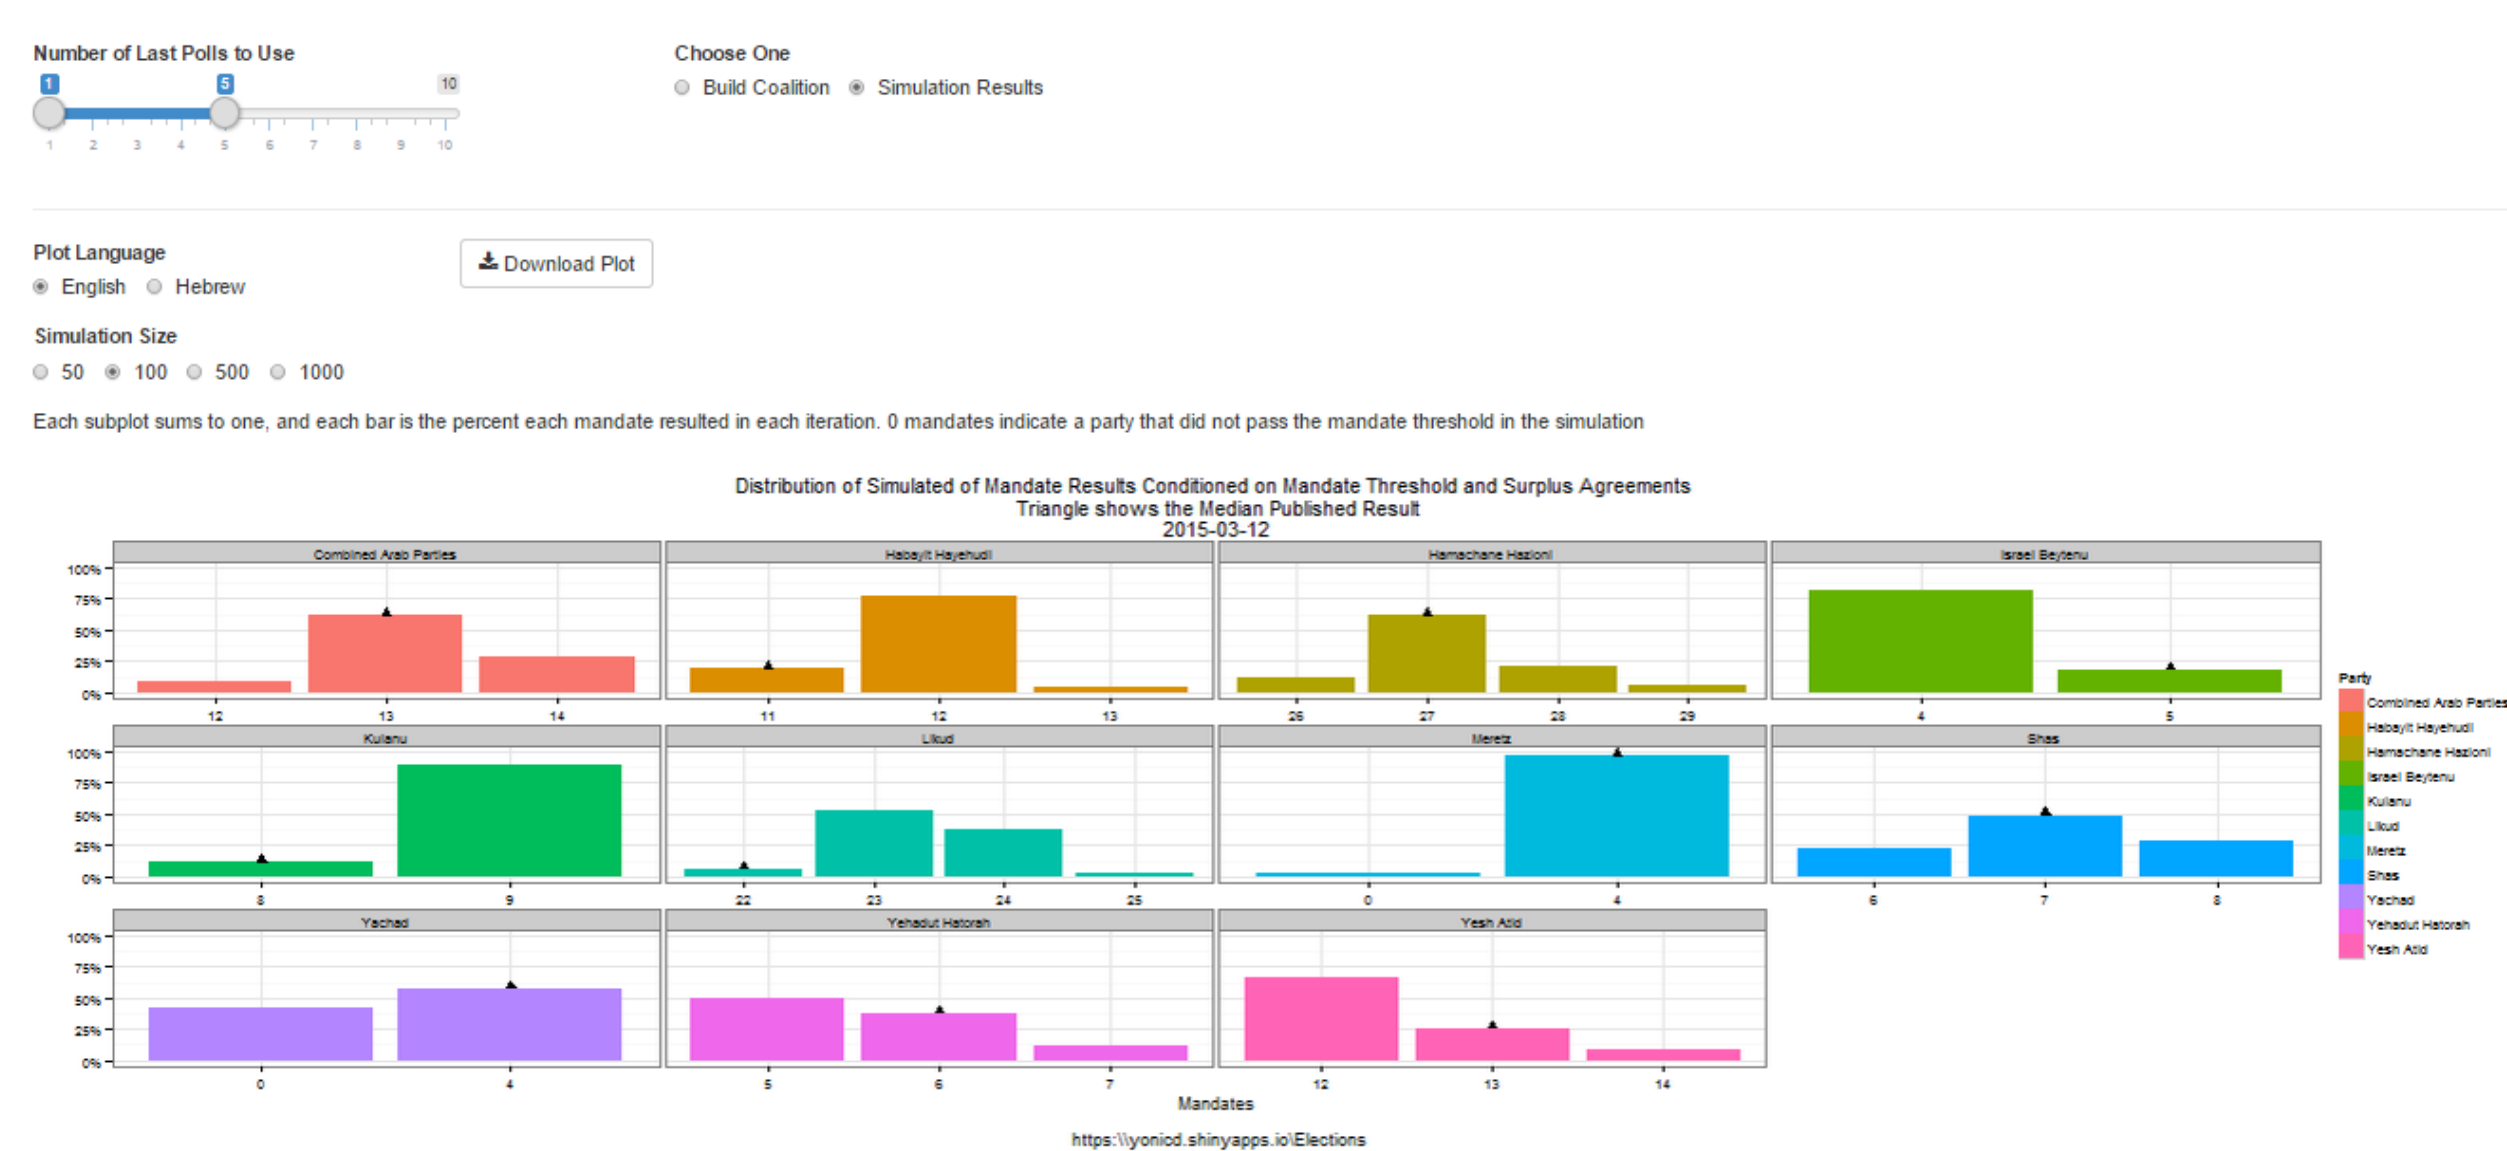 Number of Last Polls to Use
1 5 10
1 2 3 4 5 6 7 8 9 10
Choose One
Build Coalition Simulation Results
Plot Language
English Hebrew
Download Plot
Simulation Size
50 100 500 1000
Each subplot sums to one, and each bar is the percent each mandate resulted in each iteration. 0 mandates indicate a party that did not pass the mandate threshold in the simulation
Distribution of Simulated of Mandate Results Conditioned on Mandate Threshold and Surplus Agreements
Triangle shows the Median Published Result
2015-03-12
Combined Arab Parties Habayit Hayehudi Hamachane Hazioni Israel Beytenu
100%
75%
50%
25%
0%
12 13 14 11 12 13 26 27 28 29 4 5
Kulanu Likud Meretz Shas
100%
75%
50%
25%
0%
8 9 22 23 24 25 0 4 6 7 8
Yachad Yehadut Hatorah Yesh Atid
100%
75%
50%
25%
0%
0 4 5 6 7 12 13 14
Mandates
https:\\yonicd.shinyapps.io\Elections
Party
Combined Arab Parties
Habayit Hayehudi
Hamachane Hazioni
Israel Beytenu
Kulanu
Likud
Meretz
Shas
Yachad
Yehadut Hatorah
Yesh Atid